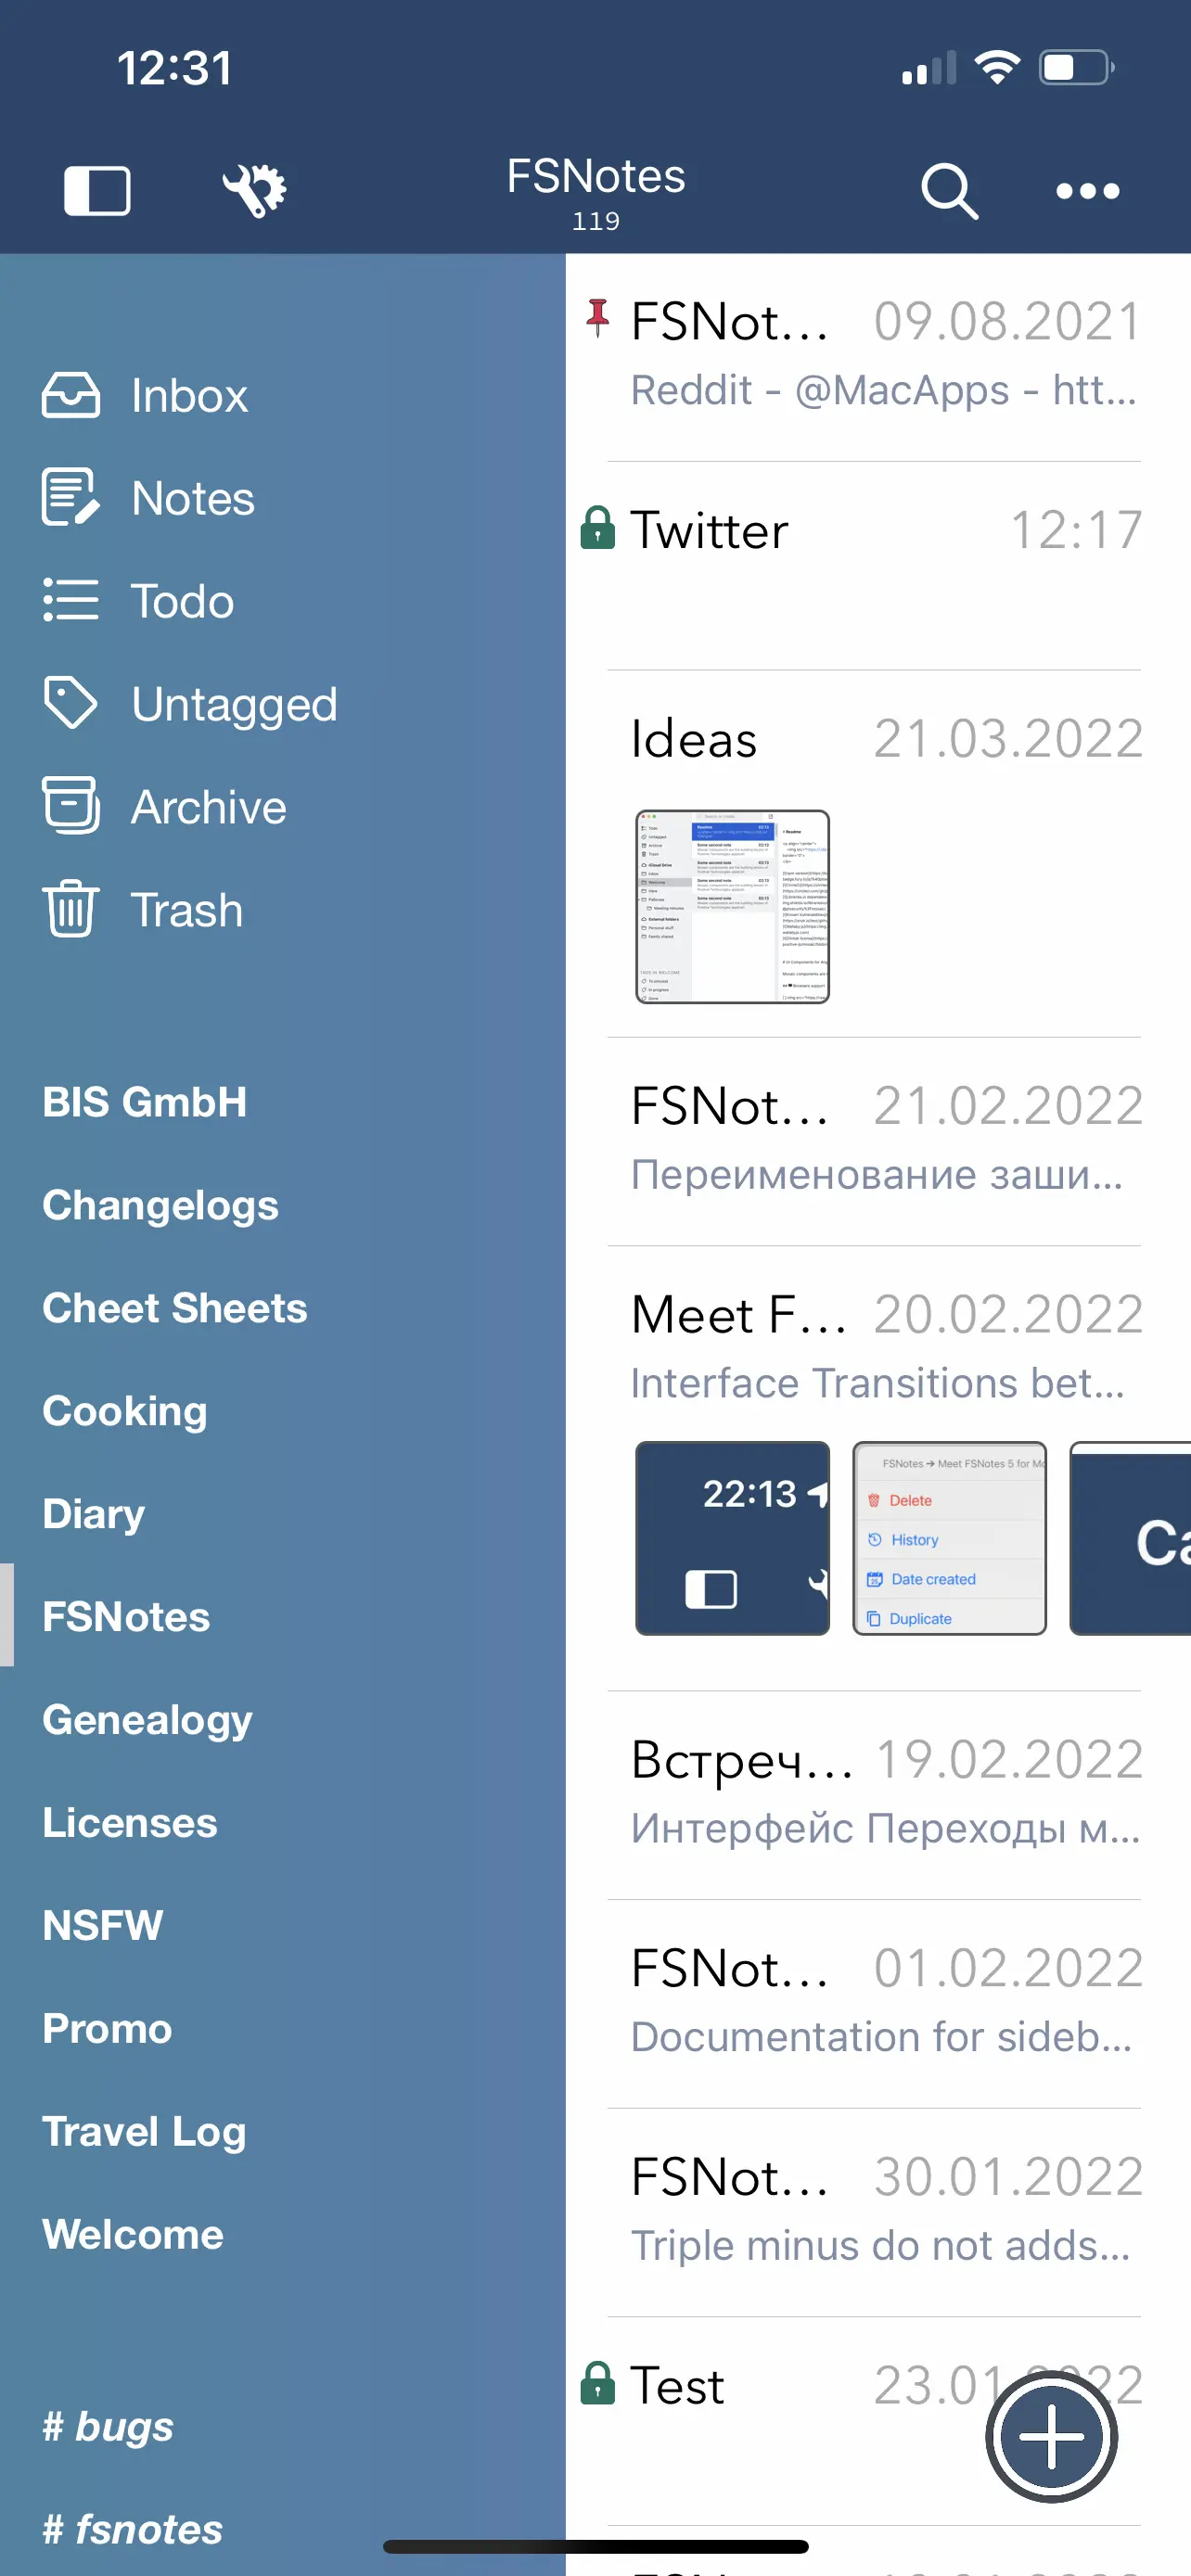 12:31
FSNotes
119
Inbox
Notes
Todo
Untagged
Archive
Trash
BIS GmbH
Changelogs
Cheet Sheets
Cooking
Diary
FSNotes
Genealogy
Licenses
NSFW
Promo
Travel Log
Welcome
# bugs
# fsnotes
FSNot... 09.08.2021
Reddit - @MacApps - htt...
Twitter 12:17
Ideas 21.03.2022
FSNot... 21.02.2022
Переименование заши...
Meet F... 20.02.2022
Interface Transitions bet...
22:13
FSNotes → Meet FSNotes 5 for
Delete
History
Date created
Duplicate
Ca
Встреч... 19.02.2022
Интерфейс Переходы м...
FSNot... 01.02.2022
Documentation for sideb...
FSNot... 30.01.2022
Triple minus do not adds...
Test